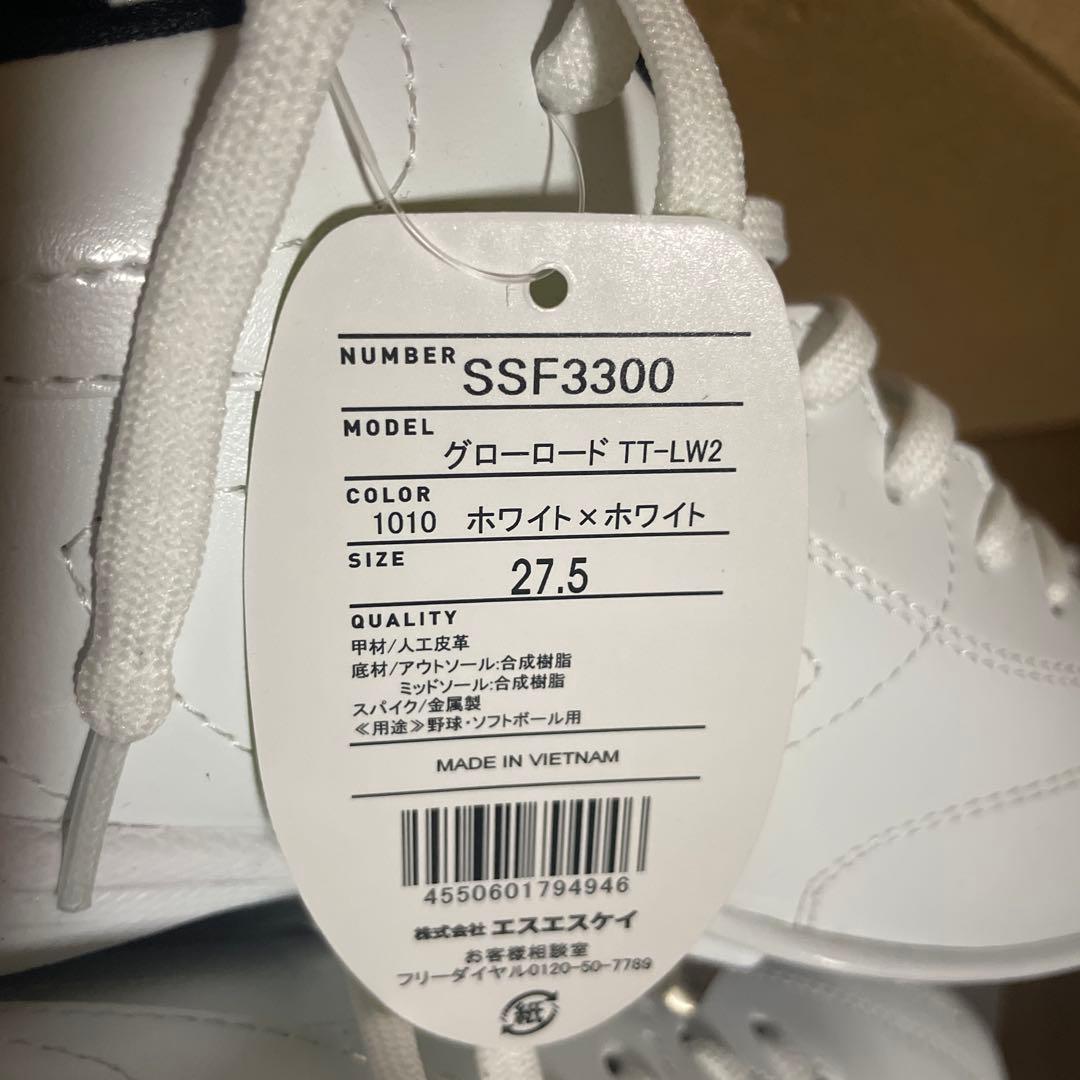 NUMBER SSF3300
MODEL
グローロード TT-LW2
COLOR
1010 ホワイト×ホワイト
SIZE
27.5
QUALITY
甲材/人工皮革
底材/アウトソール:合成樹脂
ミッドソール:合成樹脂
スパイク/金属製
≪用途≫野球・ソフトボール用
MADE IN VIETNAM
4550601794946
株式会社 エスエスケイ
お客様相談室
フリーダイヤル0120-50-7789
紙